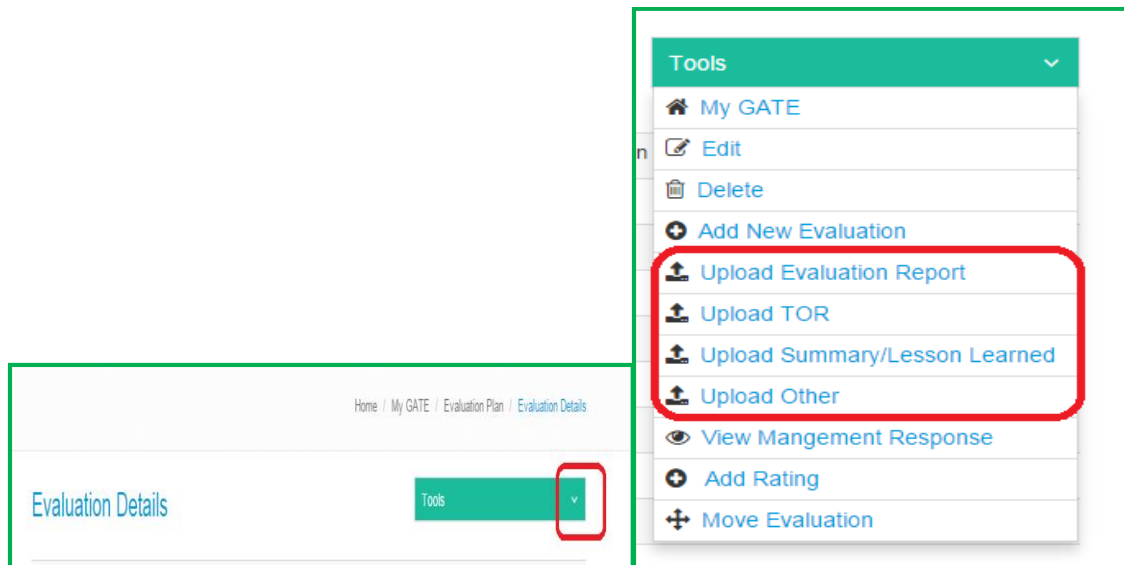 Home / My GATE / Evaluation Plan / Evaluation Details
Evaluation Details
Tools
Tools
My GATE
n
Edit
Delete
Add New Evaluation
Upload Evaluation Report
Upload TOR
Upload Summary/Lesson Learned
Upload Other
View Mangement Response
Add Rating
Move Evaluation